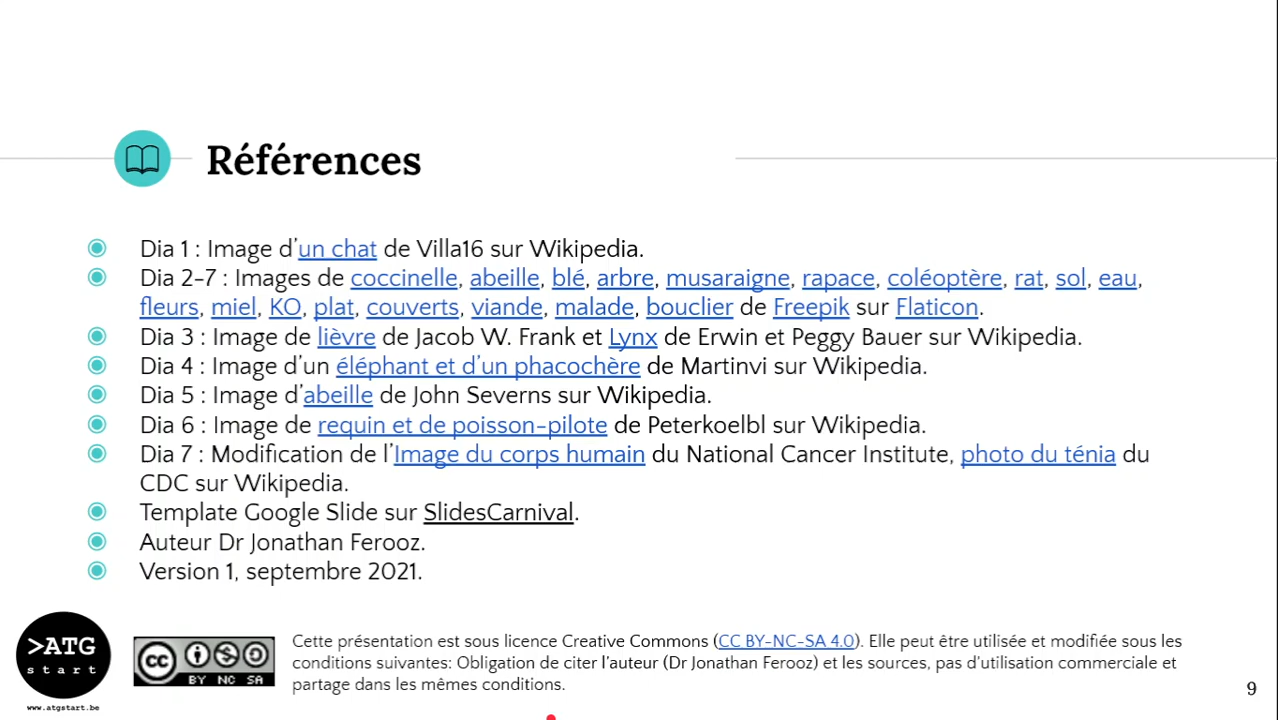 Références
Dia 1 : Image d'un chat de Villa16 sur Wikipedia.
Dia 2-7 : Images de coccinelle, abeille, blé, arbre, musaraigne, rapace, coléoptère, rat, sol, eau,
fleurs, miel, KO, plat, couverts, viande, malade, bouclier de Freepik sur Flaticon.
Dia 3 : Image de lièvre de Jacob W. Frank et Lynx de Erwin et Peggy Bauer sur Wikipedia.
Dia 4 : Image d'un éléphant et d'un phacochère de Martinvi sur Wikipedia.
Dia 5 : Image d'abeille de John Severns sur Wikipedia.
Dia 6 : Image de requin et de poisson-pilote de Peterkoelbl sur Wikipedia.
Dia 7 : Modification de l'Image du corps humain du National Cancer Institute, photo du ténia du
CDC sur Wikipedia.
Template Google Slide sur SlidesCarnival.
Auteur Dr Jonathan Ferooz.
Version 1, septembre 2021.
>ATG
start
www.atgstart.be
cc
BY NC SA
Cette présentation est sous licence Creative Commons (CC BY-NC-SA 4.0). Elle peut être utilisée et modifiée sous les
conditions suivantes: Obligation de citer l'auteur (Dr Jonathan Ferooz) et les sources, pas d'utilisation commerciale et
partage dans les mêmes conditions.
9